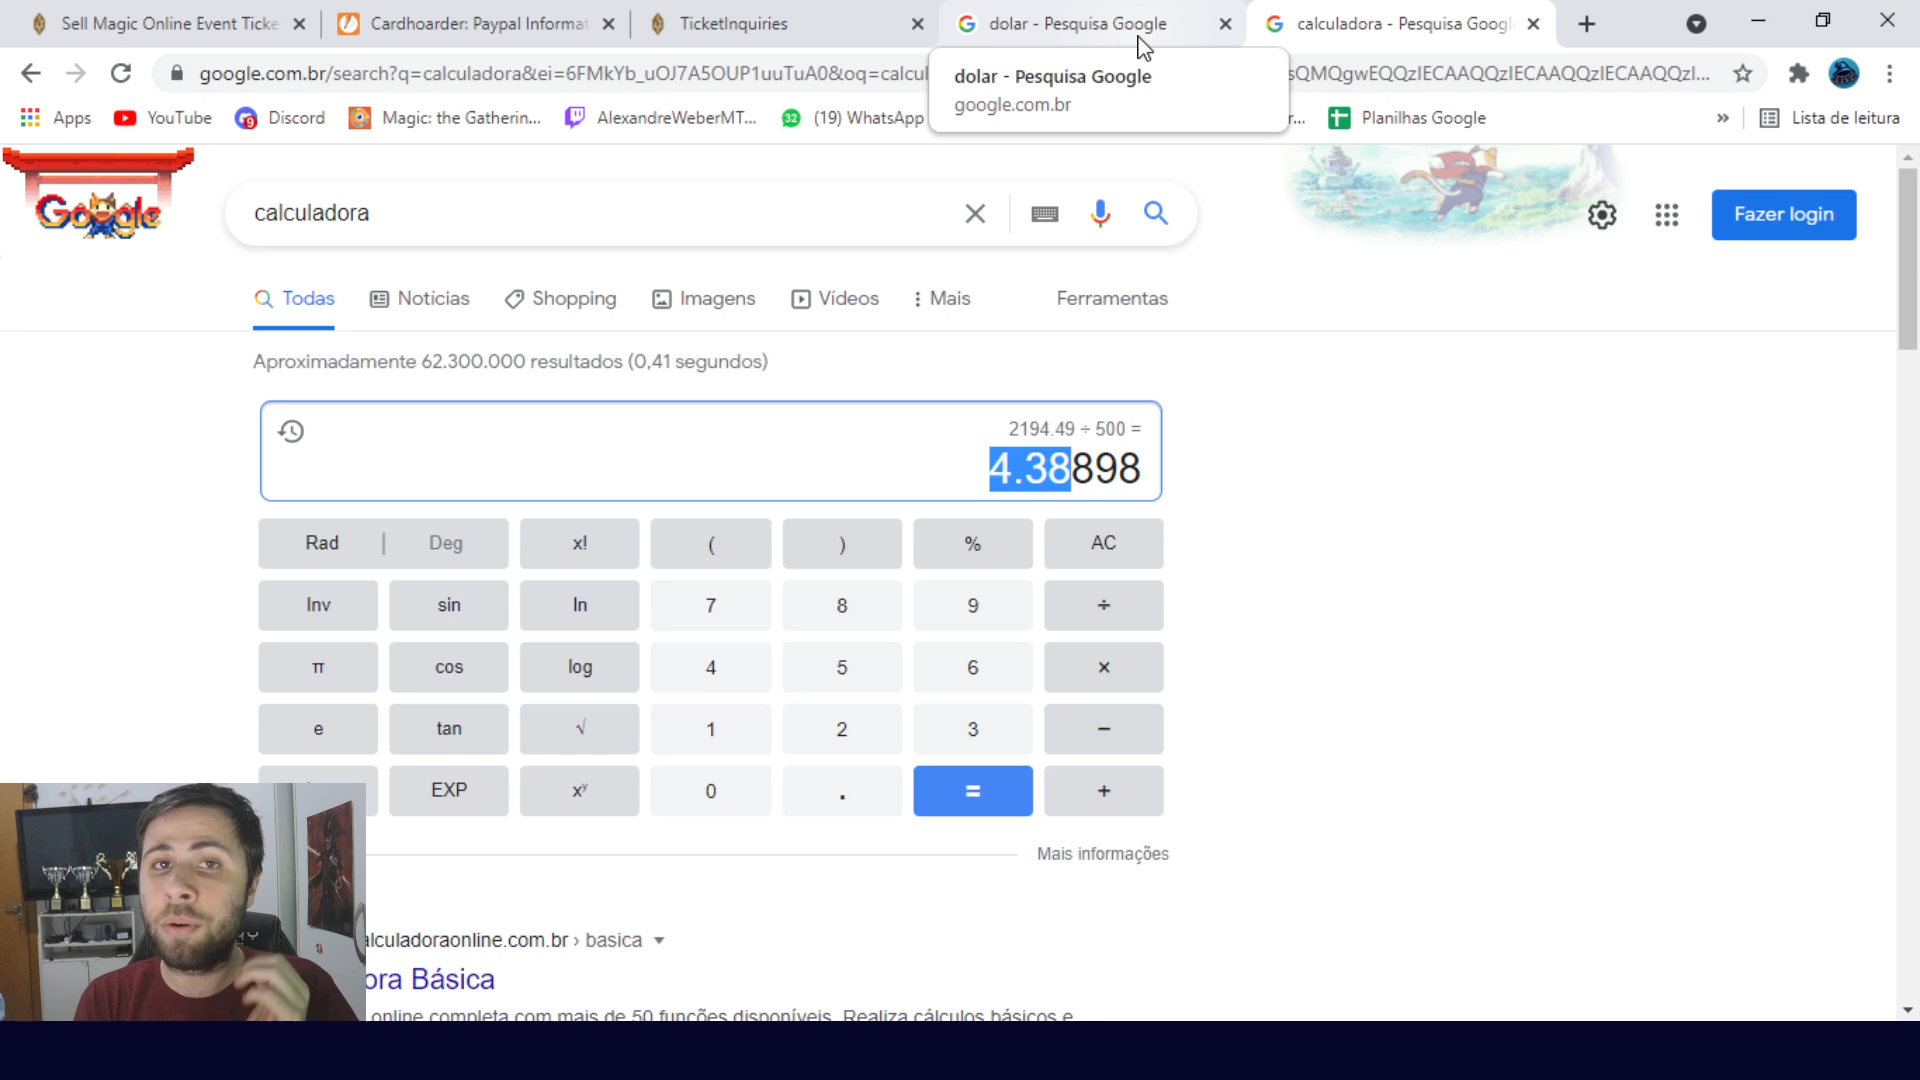 Sell Magic Online Event Ticke
Cardhoarder: Paypal Informat
TicketInquiries
dolar - Pesquisa Google
calculadora - Pesquisa Googl
google.com.br/search?q=calculadora&ei=6FMkYb_uOJ7A5OUP1uuTuA0&oq=calcul
sQMQgwEQQzIECAAQQzIECAAQQzIECAAQQzI...
dolar - Pesquisa Google
google.com.br
Apps
YouTube
9
Discord
Magic: the Gatherin...
AlexandreWeberMT...
32
(19) WhatsApp
r...
Planilhas Google
»
Lista de leitura
Google
calculadora
Fazer login
Todas
Notícias
Shopping
Imagens
Vídeos
Mais
Ferramentas
Aproximadamente 62.300.000 resultados (0,41 segundos)
2194.49 ÷ 500 =
4.38898
Rad | Deg
x!
(
)
%
AC
Inv
sin
ln
7
8
9
÷
π
cos
log
4
5
6
×
e
tan
√
1
2
3
−
EXP
xʸ
0
.
=
+
Mais informações
alculadoraonline.com.br › basica
ora Básica
online completa com mais de 50 funções disponíveis. Realiza cálculos básicos e